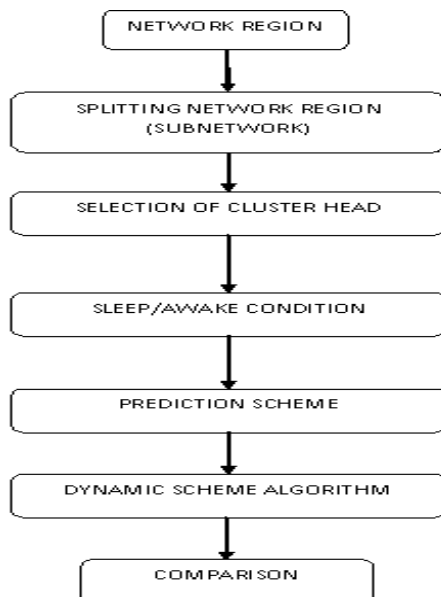 NETWORK REGION
SPLITTING NETWORK REGION
(SUBNETWORK)
SELECTION OF CLUSTER HEAD
SLEEP/AWAKE CONDITION
PREDICTION SCHEME
DYNAMIC SCHEME ALGORITHM
COMPARISON